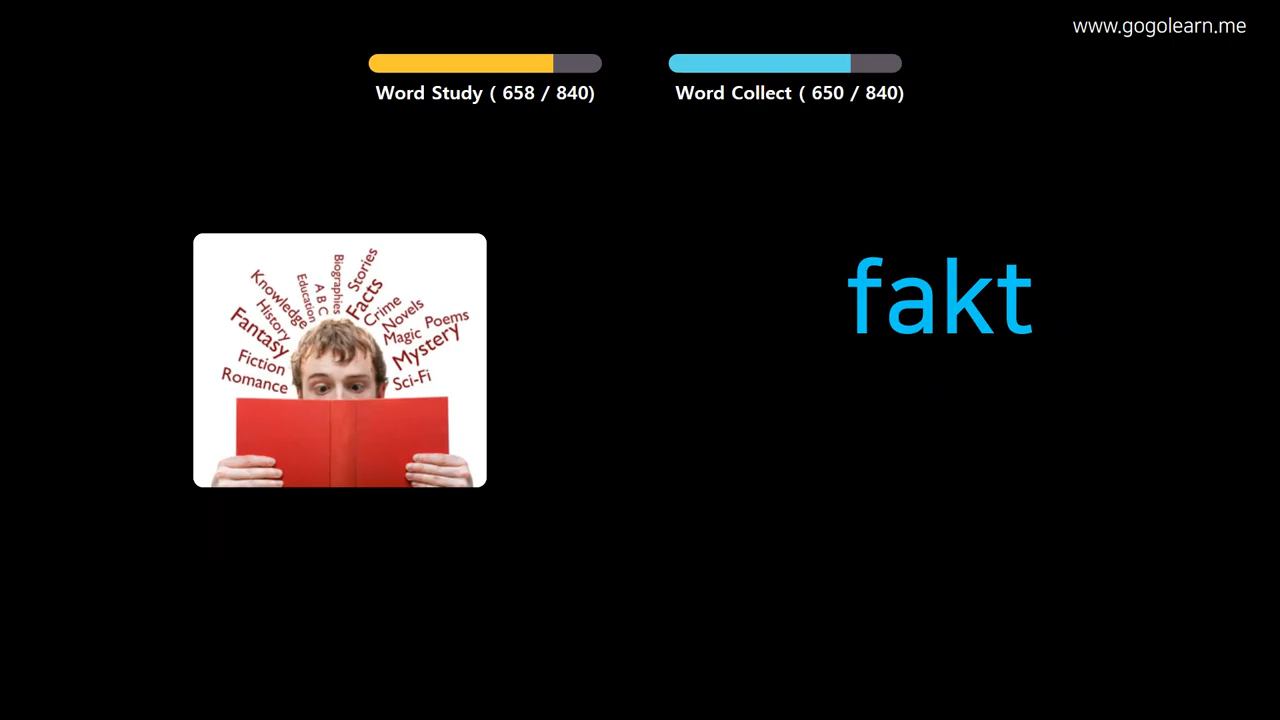 www.gogolearn.me
Word Study ( 658 / 840)
Word Collect ( 650 / 840)
fakt
Knowledge
History
Fantasy
Fiction
Romance
Education
A B C
Biographies
Stories
Facts
Crime
Novels
Magic
Poems
Mystery
Sci-Fi